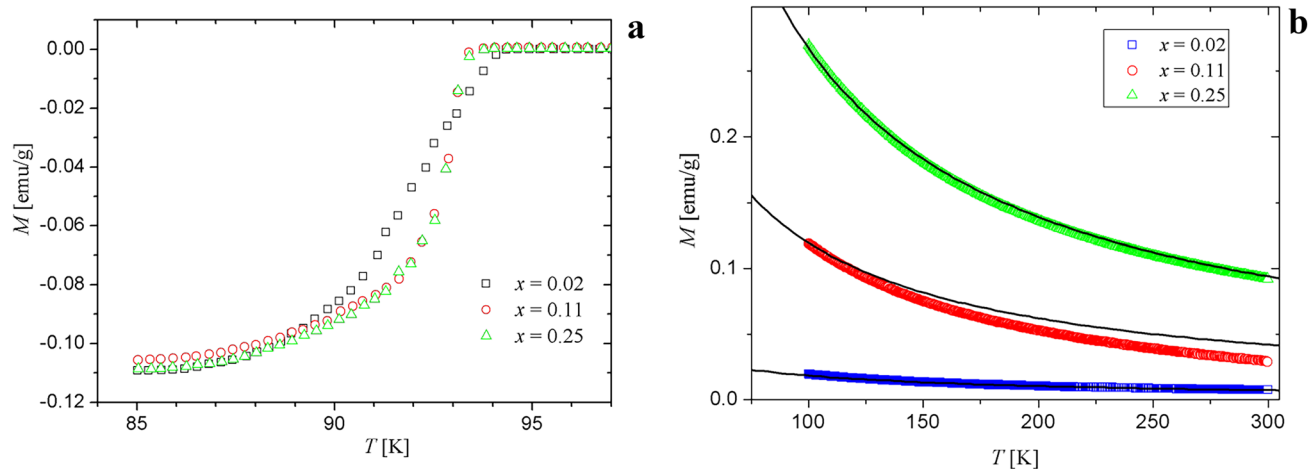 a
0.00
-0.02
-0.04
-0.06
-0.08
-0.10
-0.12
M [emu/g]
x = 0.02
x = 0.11
x = 0.25
85
90
95
T [K]
b
x = 0.02
x = 0.11
x = 0.25
0.2
0.1
0.0
M [emu/g]
100
150
200
250
300
T [K]